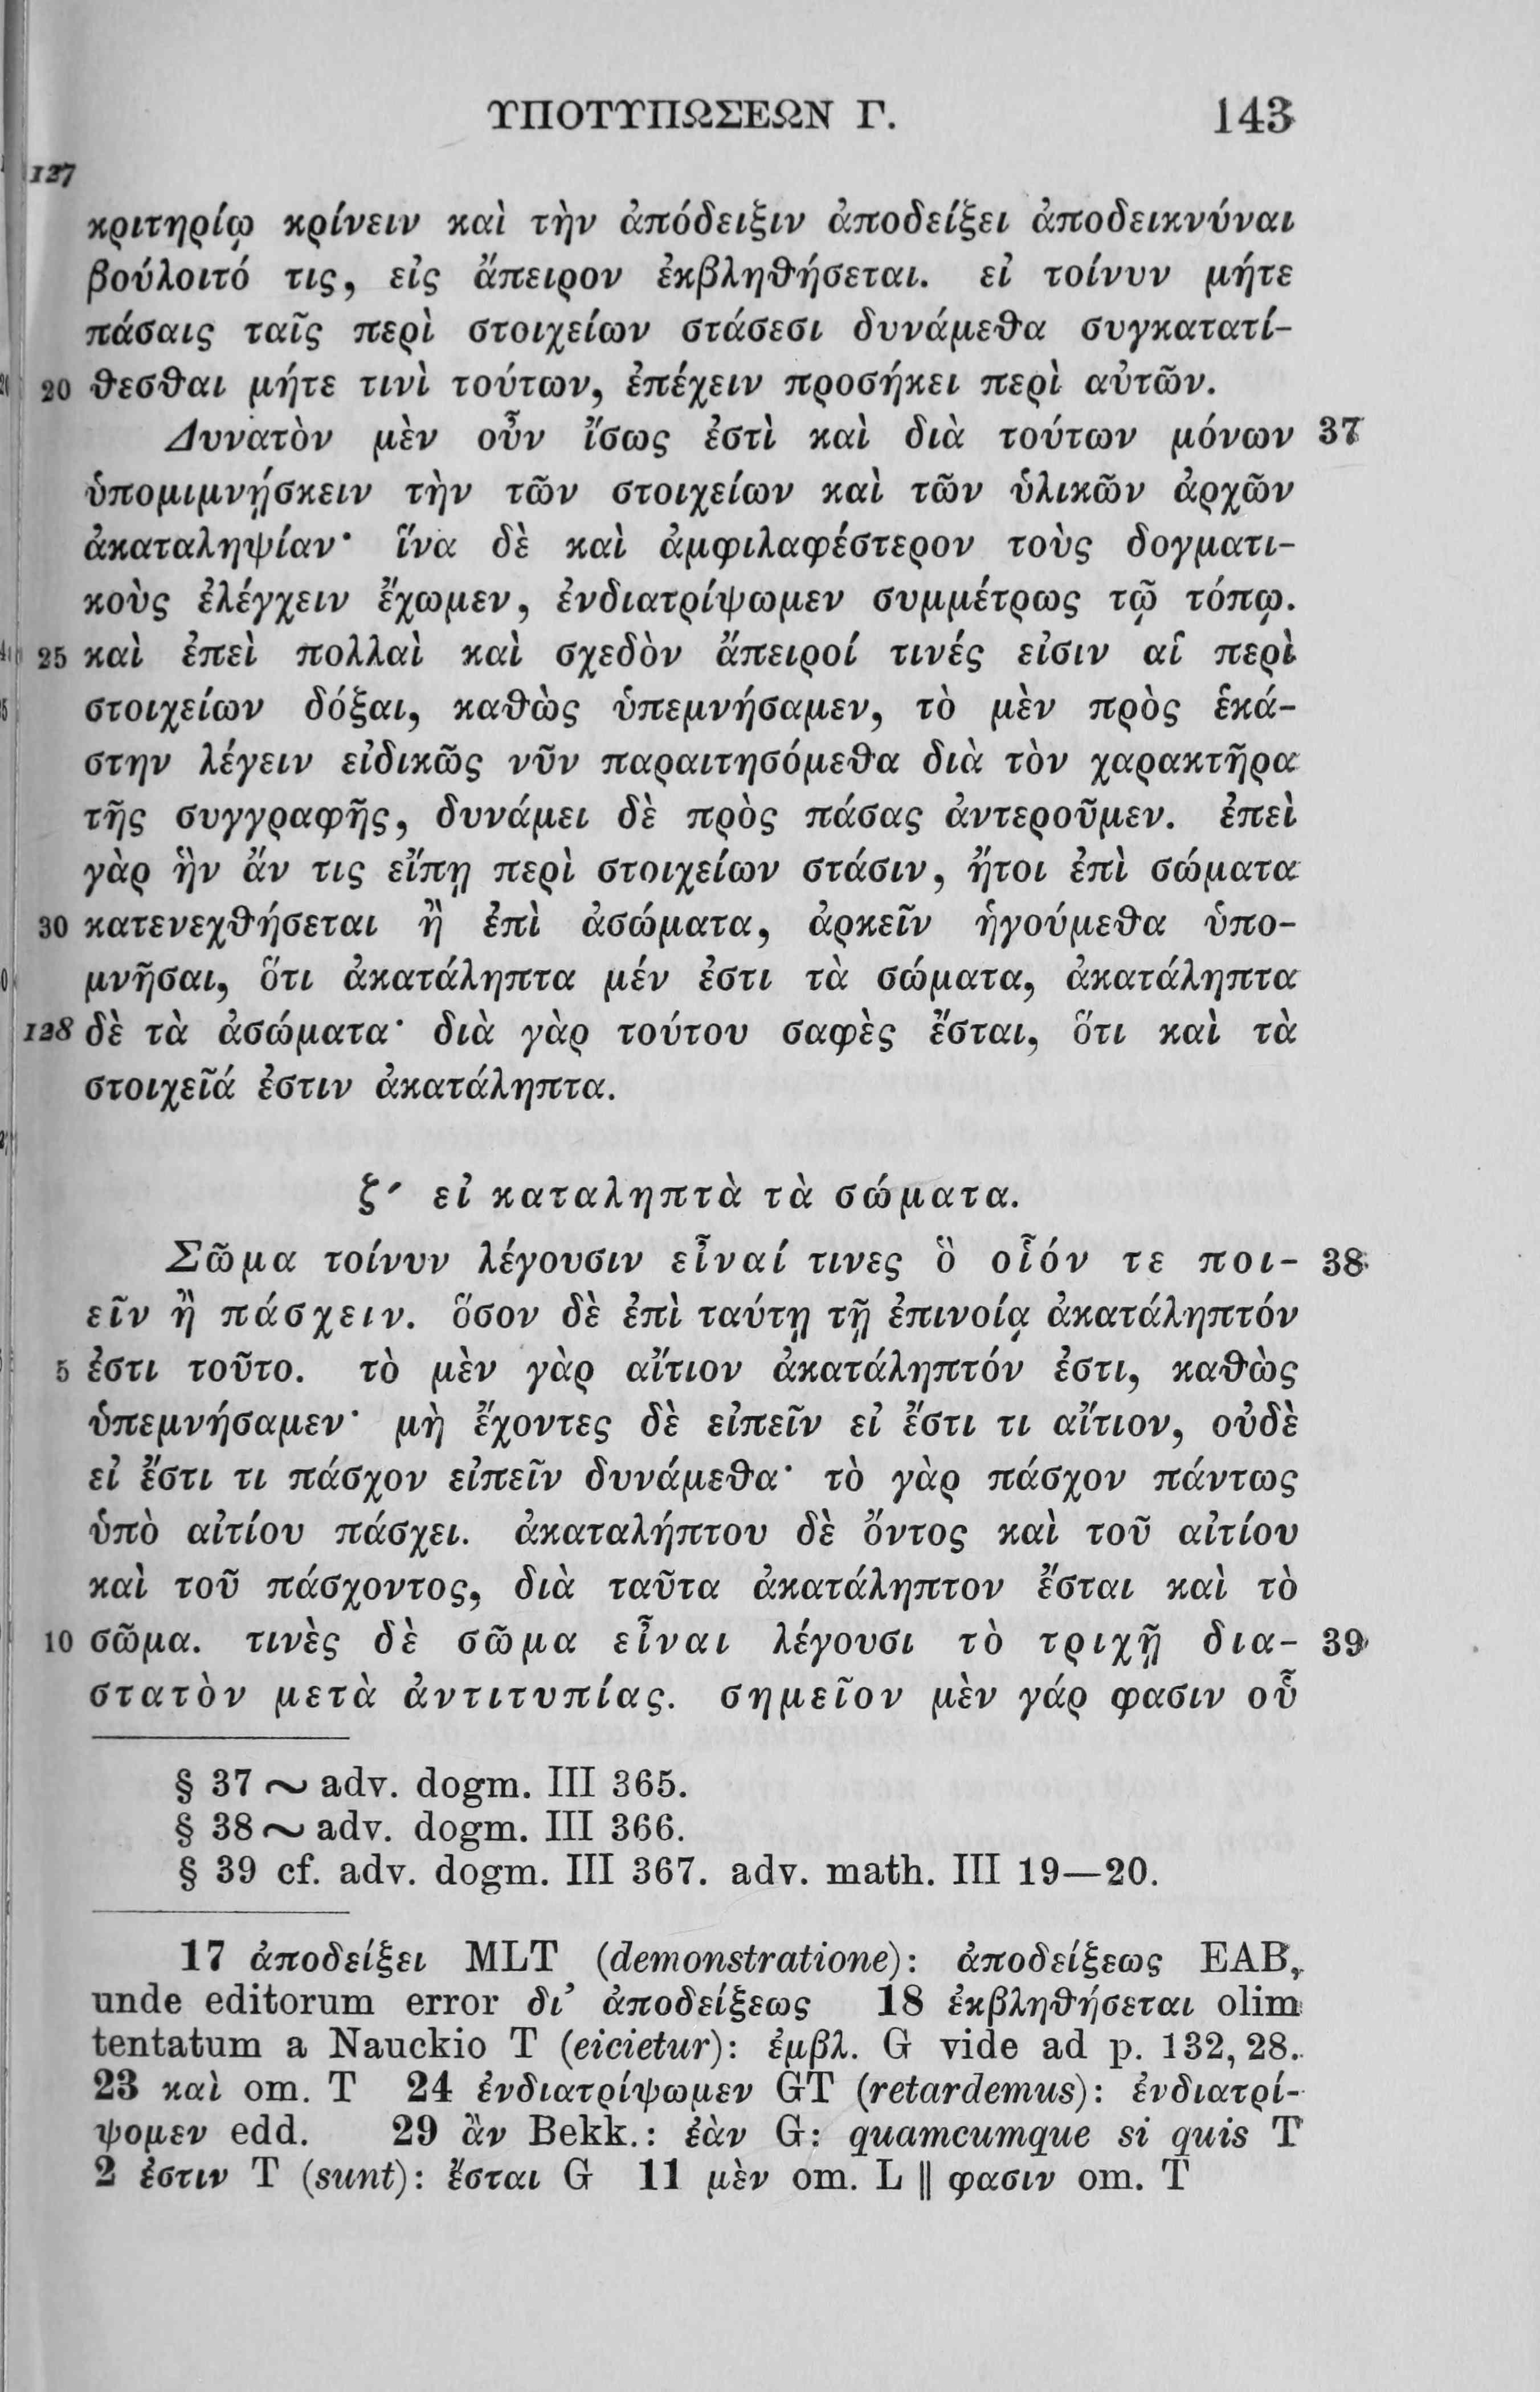 ΥΠΟΤΥΠΩΣΕΩΝ Γ. 143
127
κριτηρίῳ κρίνειν καὶ τὴν ἀπόδειξιν ἀποδείξει ἀποδεικνύναι
βούλοιτό τις, εἰς ἄπειρον ἐκβληθήσεται. εἰ τοίνυν μήτε
πάσαις ταῖς περὶ στοιχείων στάσεσι δυνάμεθα συγκατατί-
20 θεσθαι μήτε τινὶ τούτων, ἐπέχειν προσήκει περὶ αὐτῶν.
Δυνατὸν μὲν οὖν ἴσως ἐστὶ καὶ διὰ τούτων μόνων 37
ὑπομιμνῄσκειν τὴν τῶν στοιχείων καὶ τῶν ὑλικῶν ἀρχῶν
ἀκαταληψίαν· ἵνα δὲ καὶ ἀμφιλαφέστερον τοὺς δογματι-
κοὺς ἐλέγχειν ἔχωμεν, ἐνδιατρίψωμεν συμμέτρως τῷ τόπῳ.
25 καὶ ἐπεὶ πολλαὶ καὶ σχεδὸν ἄπειροί τινές εἰσιν αἱ περὶ
στοιχείων δόξαι, καθὼς ὑπεμνήσαμεν, τὸ μὲν πρὸς ἑκά-
στην λέγειν εἰδικῶς νῦν παραιτησόμεθα διὰ τὸν χαρακτῆρα
τῆς συγγραφῆς, δυνάμει δὲ πρὸς πάσας ἀντεροῦμεν. ἐπεὶ
γὰρ ἣν ἄν τις εἴπῃ περὶ στοιχείων στάσιν, ἤτοι ἐπὶ σώματα
30 κατενεχθήσεται ἢ ἐπὶ ἀσώματα, ἀρκεῖν ἡγούμεθα ὑπο-
μνῆσαι, ὅτι ἀκατάληπτα μέν ἐστι τὰ σώματα, ἀκατάληπτα
128 δὲ τὰ ἀσώματα· διὰ γὰρ τούτου σαφὲς ἔσται, ὅτι καὶ τὰ
στοιχεῖά ἐστιν ἀκατάληπτα.
ζʹ εἰ καταληπτὰ τὰ σώματα.
Σῶμα τοίνυν λέγουσιν εἶναί τινες ὃ οἷόν τε ποι- 38
εῖν ἢ πάσχειν. ὅσον δὲ ἐπὶ ταύτῃ τῇ ἐπινοίᾳ ἀκατάληπτόν
5 ἐστι τοῦτο. τὸ μὲν γὰρ αἴτιον ἀκατάληπτόν ἐστι, καθὼς
ὑπεμνήσαμεν· μὴ ἔχοντες δὲ εἰπεῖν εἰ ἔστι τι αἴτιον, οὐδὲ
εἰ ἔστι τι πάσχον εἰπεῖν δυνάμεθα· τὸ γὰρ πάσχον πάντως
ὑπὸ αἰτίου πάσχει. ἀκαταλήπτου δὲ ὄντος καὶ τοῦ αἰτίου
καὶ τοῦ πάσχοντος, διὰ ταῦτα ἀκατάληπτον ἔσται καὶ τὸ
10 σῶμα. τινὲς δὲ σῶμα εἶναι λέγουσι τὸ τριχῇ δια- 39
στατὸν μετὰ ἀντιτυπίας. σημεῖον μὲν γάρ φασιν οὗ
§ 37 ~ adv. dogm. III 365.
§ 38 ~ adv. dogm. III 366.
§ 39 cf. adv. dogm. III 367. adv. math. III 19—20.
17 ἀποδείξει MLT (demonstratione): ἀποδείξεως EAB,
unde editorum error δι’ ἀποδείξεως 18 ἐκβληθήσεται olim
tentatum a Nauckio T (eicietur): ἐμβλ. G vide ad p. 132, 28.
23 καὶ om. T 24 ἐνδιατρίψωμεν GT (retardemus): ἐνδιατρί-
ψομεν edd. 29 ἂν Bekk.: ἐὰν G: quamcumque si quis T
2 ἐστιν T (sunt): ἔσται G 11 μὲν om. L || φασιν om. T